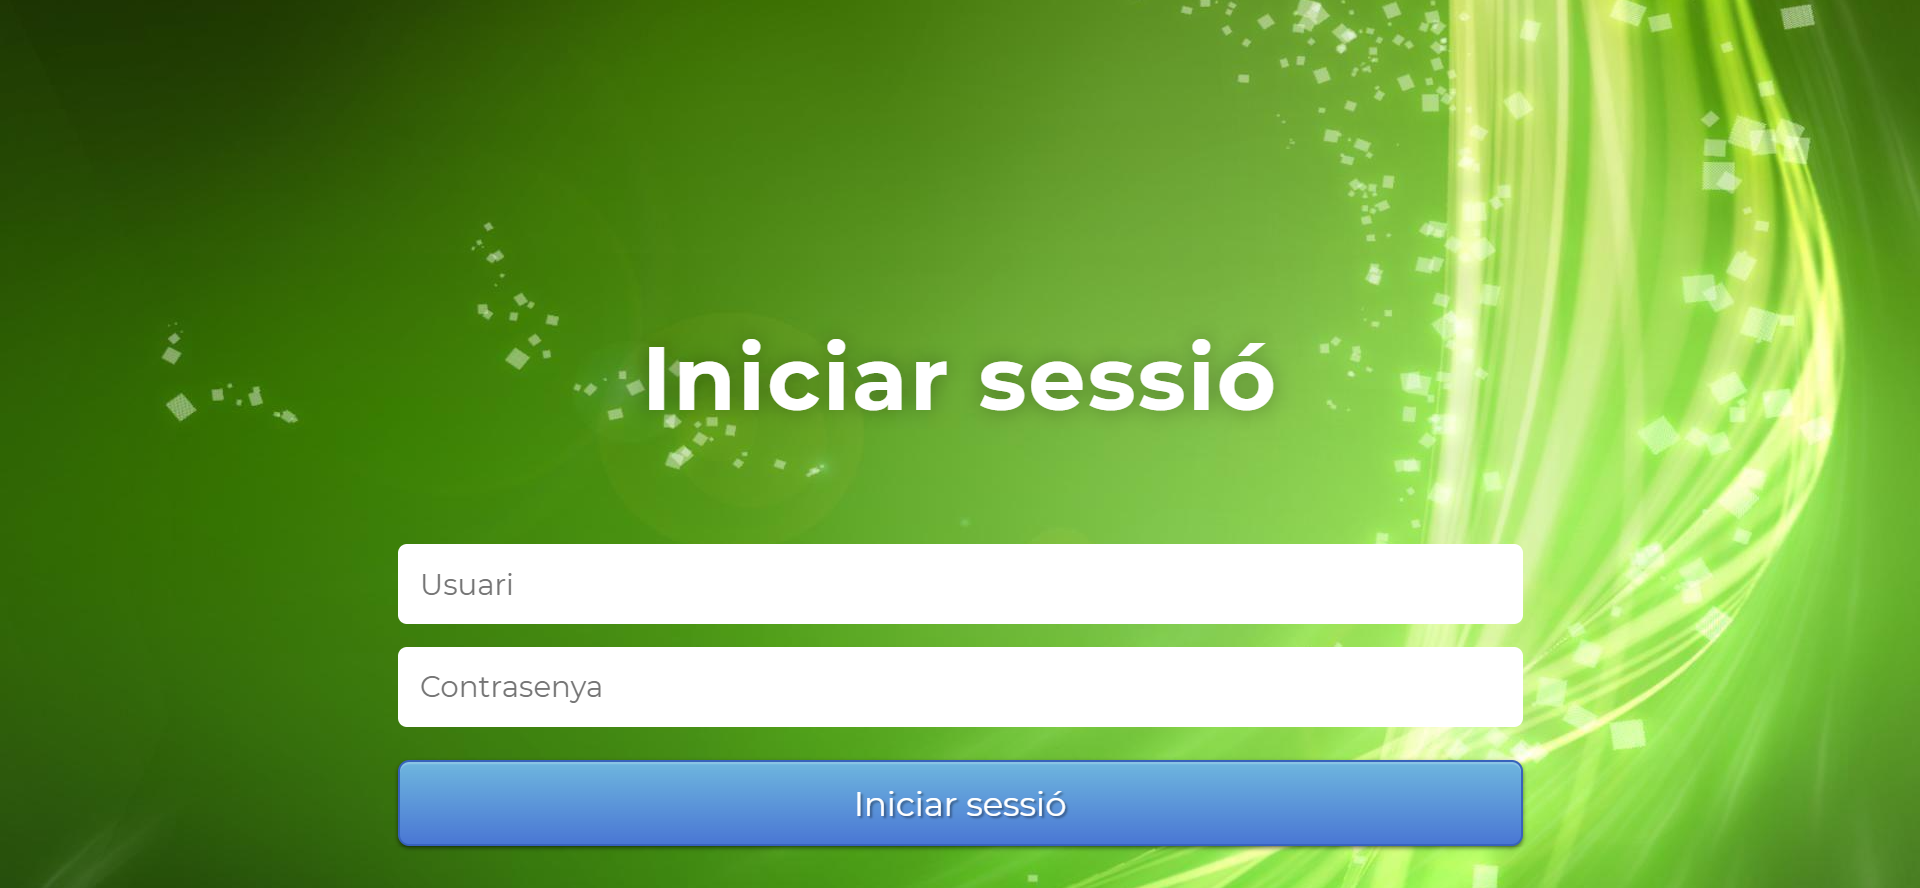 Iniciar sessió
Usuari
Contrasenya
Iniciar sessió